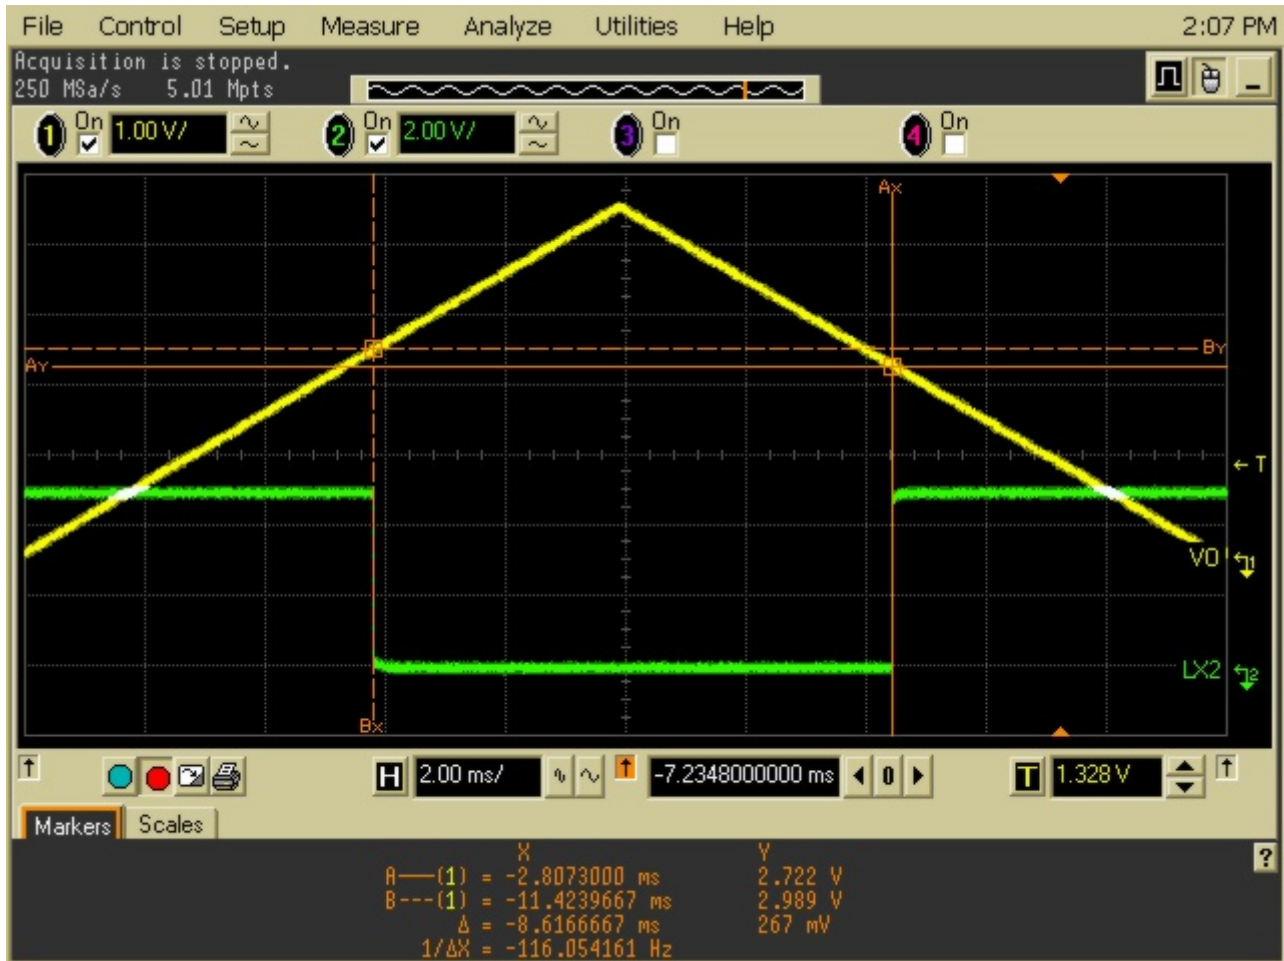 File Control Setup Measure Analyze Utilities Help 2:07 PM
Acquisition is stopped.
250 MSa/s 5.01 Mpts
1 On 1.00 V/ 2 On 2.00 V/ 3 On 4 On
Ax
Ay By
T
V0 1
LX2 2
Bx
H 2.00 ms/ -7.2348000000 ms 0 T 1.328 V
Markers Scales
X Y
A——(1) = -2.8073000 ms 2.722 V
B---(1) = -11.4239667 ms 2.989 V
Δ = -8.6166667 ms 267 mV
1/ΔX = -116.054161 Hz
?